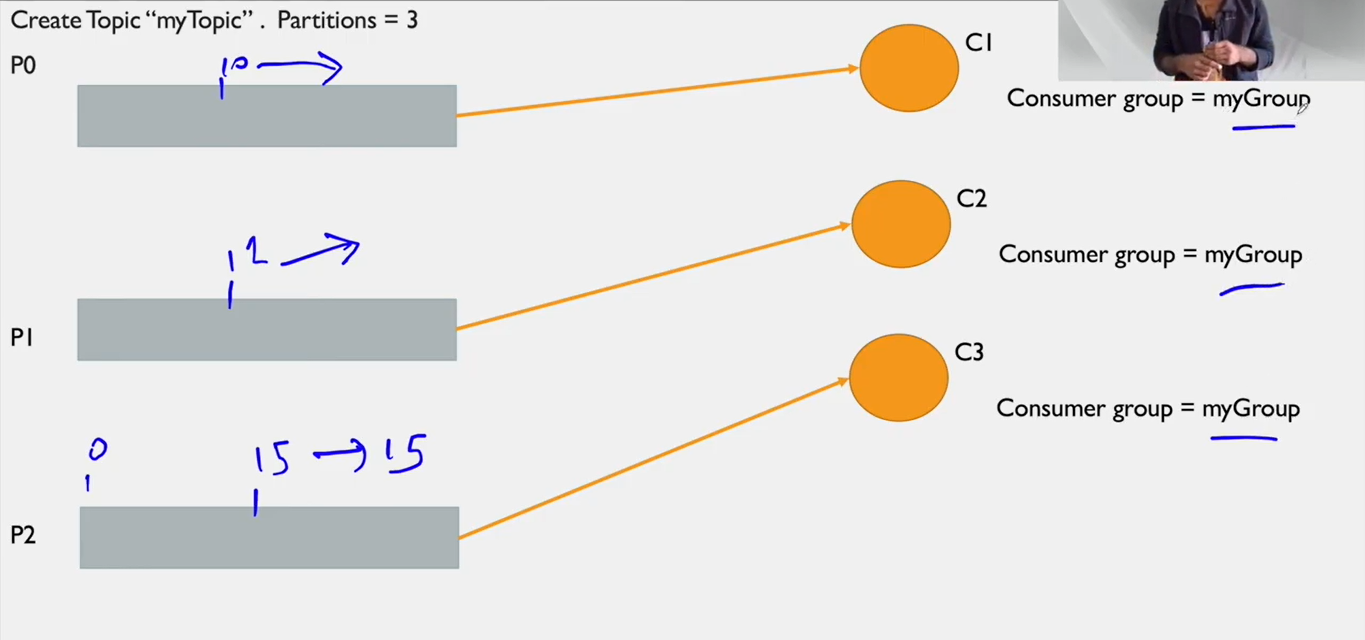 Create Topic “myTopic” . Partitions = 3
P0
10
C1
Consumer group = myGroup
12
C2
Consumer group = myGroup
P1
C3
Consumer group = myGroup
0
15 → 15
P2